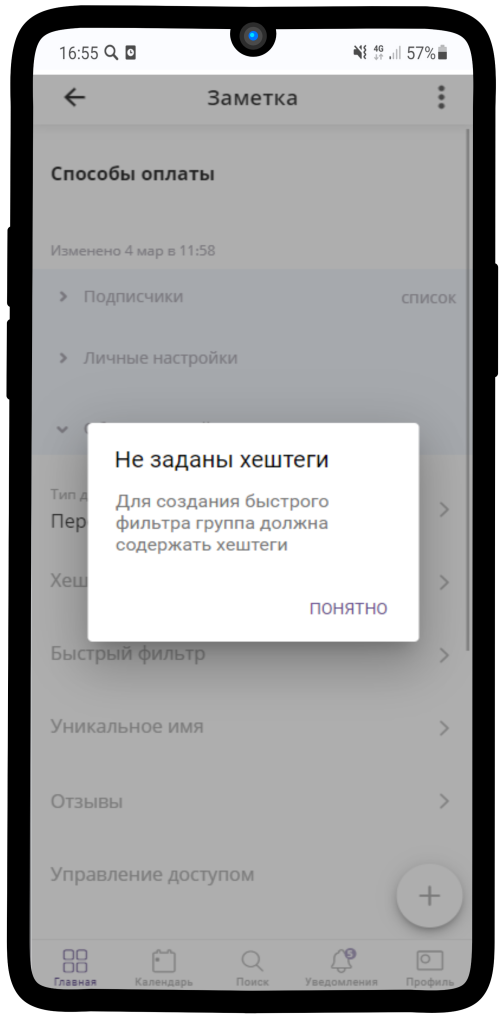 16:55
4G
57%
Заметка
Способы оплаты
Изменено 4 мар в 11:58
Подписчики
список
Личные настройки
Не заданы хештеги
Для создания быстрого
фильтра группа должна
содержать хештеги
ПОНЯТНО
Тип
Быстрый фильтр
Уникальное имя
Отзывы
Управление доступом
Главная
Календарь
Поиск
Уведомления
Профиль